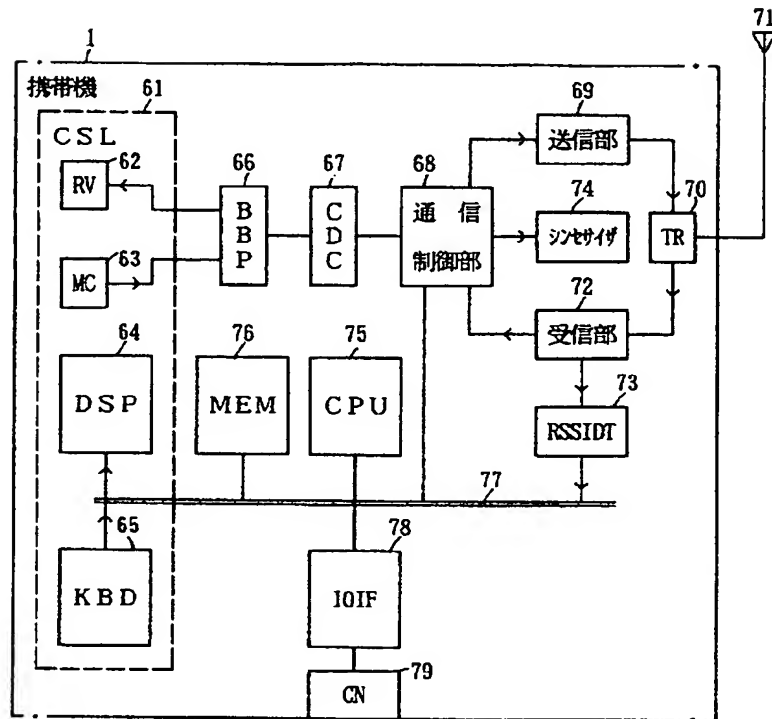 71
1
携帯機
61
CSL
62
RV
63
MC
64
DSP
65
KBD
66
BBP
67
CDC
68
通信
制御部
69
送信部
74
シンセサイザ
70
TR
72
受信部
73
RSSIDT
76
MEM
75
CPU
77
78
IOIF
79
CN